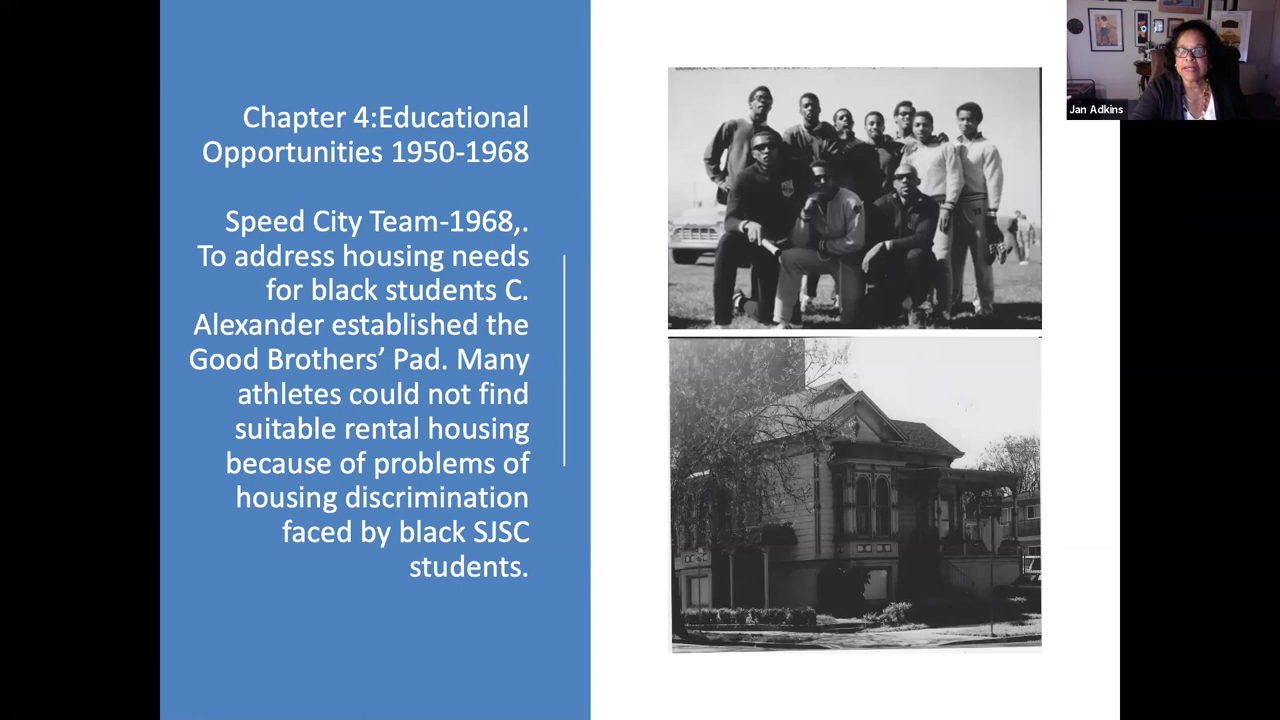 Chapter 4:Educational
Opportunities 1950-1968
Speed City Team-1968,.
To address housing needs
for black students C.
Alexander established the
Good Brothers’ Pad. Many
athletes could not find
suitable rental housing
because of problems of
housing discrimination
faced by black SJSC
students.
Jan Adkins